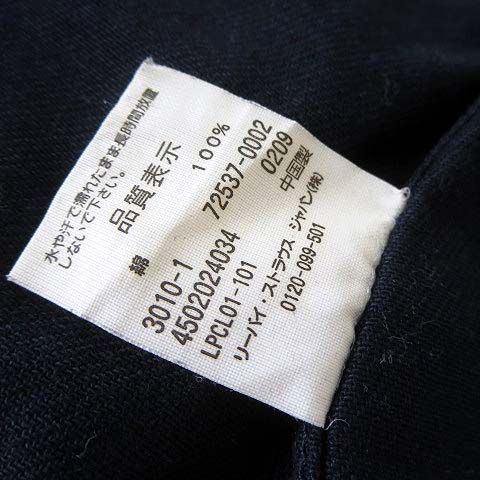 水や汗で濡れたまま長時間放置
しないで下さい。
品質表示
綿 100%
3010-1
4502024034 72537-0002
LPCL01-101 0209
リーバイ・ストラウス ジャパン(株) 中国製
0120-099-501